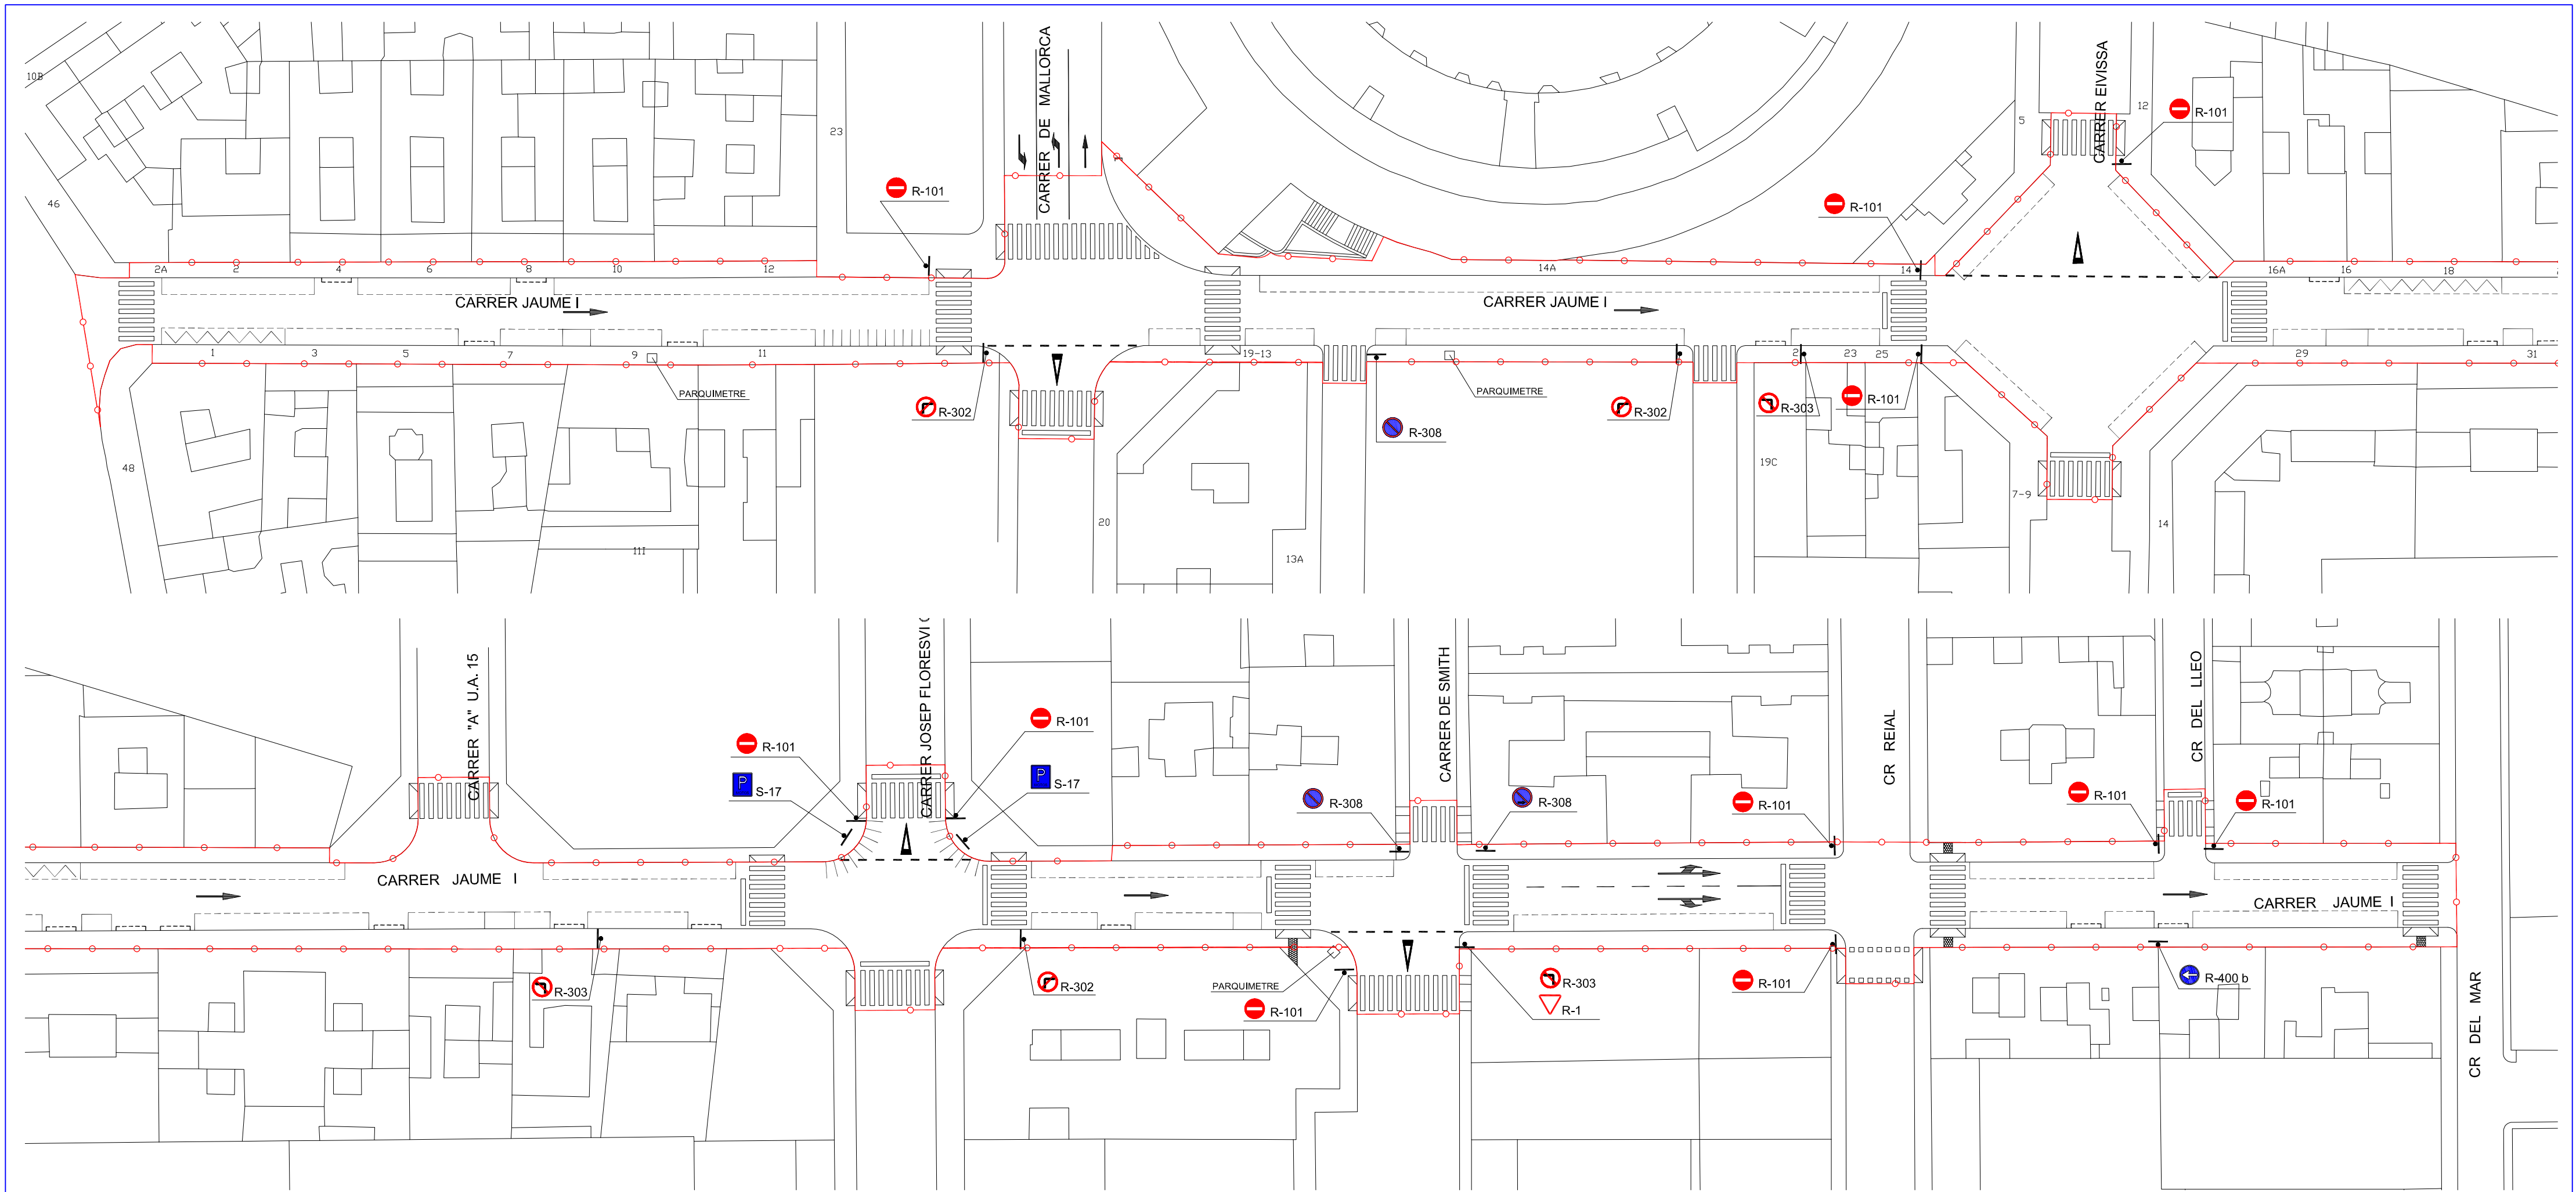 10B
46
2A
2
4
6
8
10
12
23
R-101
CARRER DE MALLORCA
CARRER JAUME I
1
3
5
7
9
11
PARQUIMETRE
R-302
48
111
20
19-13
13A
14A
CARRER JAUME I
R-308
PARQUIMETRE
R-302
R-101
14
5
CARRER EIVISSA
12
R-101
16A
16
18
2
23
25
R-303
R-101
19C
7-9
14
29
31
CARRER "A" U.A. 15
CARRER JAUME I
R-303
R-101
P
S-17
CARRER JOSEP FLORESVI
R-101
P
S-17
R-302
PARQUIMETRE
R-101
R-308
CARRER DE SMITH
R-308
R-303
R-1
R-101
R-101
CR REIAL
R-101
CR DEL LLEO
R-101
CARRER JAUME I
R-400 b
CR DEL MAR